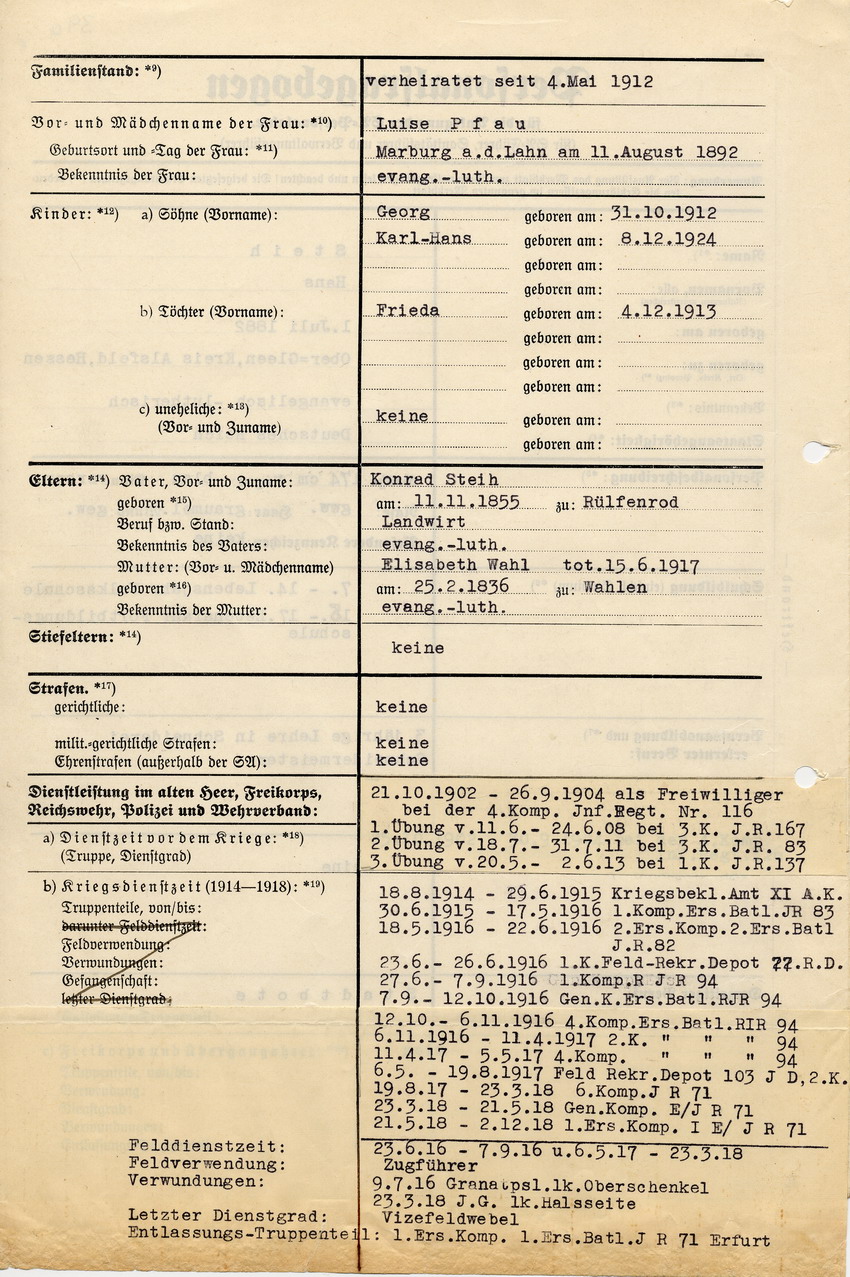 Familienstand: *9) verheiratet seit 4.Mai 1912
Vor- und Mädchenname der Frau: *10) Luise P f a u
Geburtsort und -Tag der Frau: *11) Marburg a.d.Lahn am 11.August 1892
Bekenntnis der Frau: evang.-luth.
Kinder: *12) a) Söhne (Vorname): Georg geboren am: 31.10.1912
Karl-Hans geboren am: 8.12.1924
geboren am:
geboren am:
b) Töchter (Vorname): Frieda geboren am: 4.12.1913
geboren am:
geboren am:
geboren am:
c) uneheliche: *13) keine geboren am:
(Vor- und Zuname) geboren am:
Eltern: *14) Vater, Vor- und Zuname: Konrad Steih
geboren *15) am: 11.11.1855 zu: Rülfenrod
Beruf bzw. Stand: Landwirt
Bekenntnis des Vaters: evang.-luth.
Mutter: (Vor- u. Mädchenname) Elisabeth Wahl tot.15.6.1917
geboren *16) am: 25.2.1836 zu: Wahlen
Bekenntnis der Mutter: evang.-luth.
Stiefeltern: *14) keine
Strafen. *17)
gerichtliche: keine
milit.-gerichtliche Strafen: keine
Ehrenstrafen (außerhalb der SA): keine
Dienstleistung im alten Heer, Freikorps, 21.10.1902 - 26.9.1904 als Freiwilliger
Reichswehr, Polizei und Wehrverband: bei der 4.Komp. Jnf.Regt. Nr. 116
1.Übung v.11.6.- 24.6.08 bei 3.K. J.R.167
a) Dienstzeit vor dem Kriege: *18) 2.Übung v.18.7.- 31.7.11 bei 3.K. J.R. 83
(Truppe, Dienstgrad) 3.Übung v.20.5.- 2.6.13 bei 1.K. J.R.137
b) Kriegsdienstzeit (1914—1918): *19) 18.8.1914 - 29.6.1915 Kriegsbekl.Amt XI A.K.
Truppenteile, von/bis: 30.6.1915 - 17.5.1916 1.Komp.Ers.Batl.JR 83
darunter Felddienstzeit: 18.5.1916 - 22.6.1916 2.Ers.Komp.2.Ers.Batl
Feldverwendung: J.R.82
Verwundungen: 23.6.- 26.6.1916 1.K.Feld-Rekr.Depot 22.R.D.
Gefangenschaft: 27.6.- 7.9.1916 1.Komp.R J R 94
letzter Dienstgrad: 7.9.- 12.10.1916 Gen.K.Ers.Batl.RJR 94
12.10.- 6.11.1916 4.Komp.Ers.Batl.RIR 94
6.11.1916 - 11.4.1917 2.K. " " " 94
11.4.17 - 5.5.17 4.Komp. " " " 94
6.5. - 19.8.1917 Feld Rekr.Depot 103 J D,2.K.
19.8.17 - 23.3.18 6.Komp.J R 71
23.3.18 - 21.5.18 Gen.Komp. E/J R 71
21.5.18 - 2.12.18 1.Ers.Komp. I E/ J R 71
Felddienstzeit: 23.6.16 - 7.9.16 u.6.5.17 - 23.3.18
Feldverwendung: Zugführer
Verwundungen: 9.7.16 Granatpsl.lk.Oberschenkel
23.3.18 J.G. lk.Halsseite
Letzter Dienstgrad: Vizefeldwebel
Entlassungs-Truppenteil: 1.Ers.Komp. 1.Ers.Batl.J R 71 Erfurt